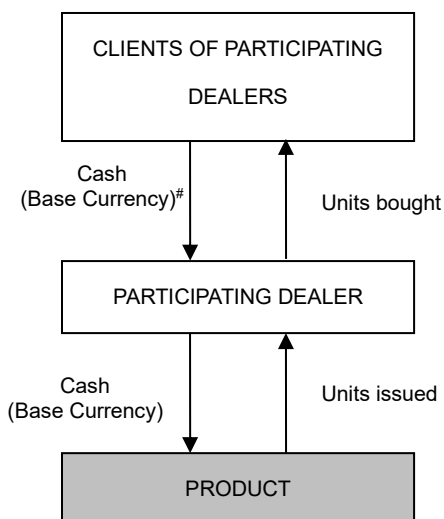 CLIENTS OF PARTICIPATING
DEALERS
Cash
(Base Currency)#
Units bought
PARTICIPATING DEALER
Cash
(Base Currency)
Units issued
PRODUCT